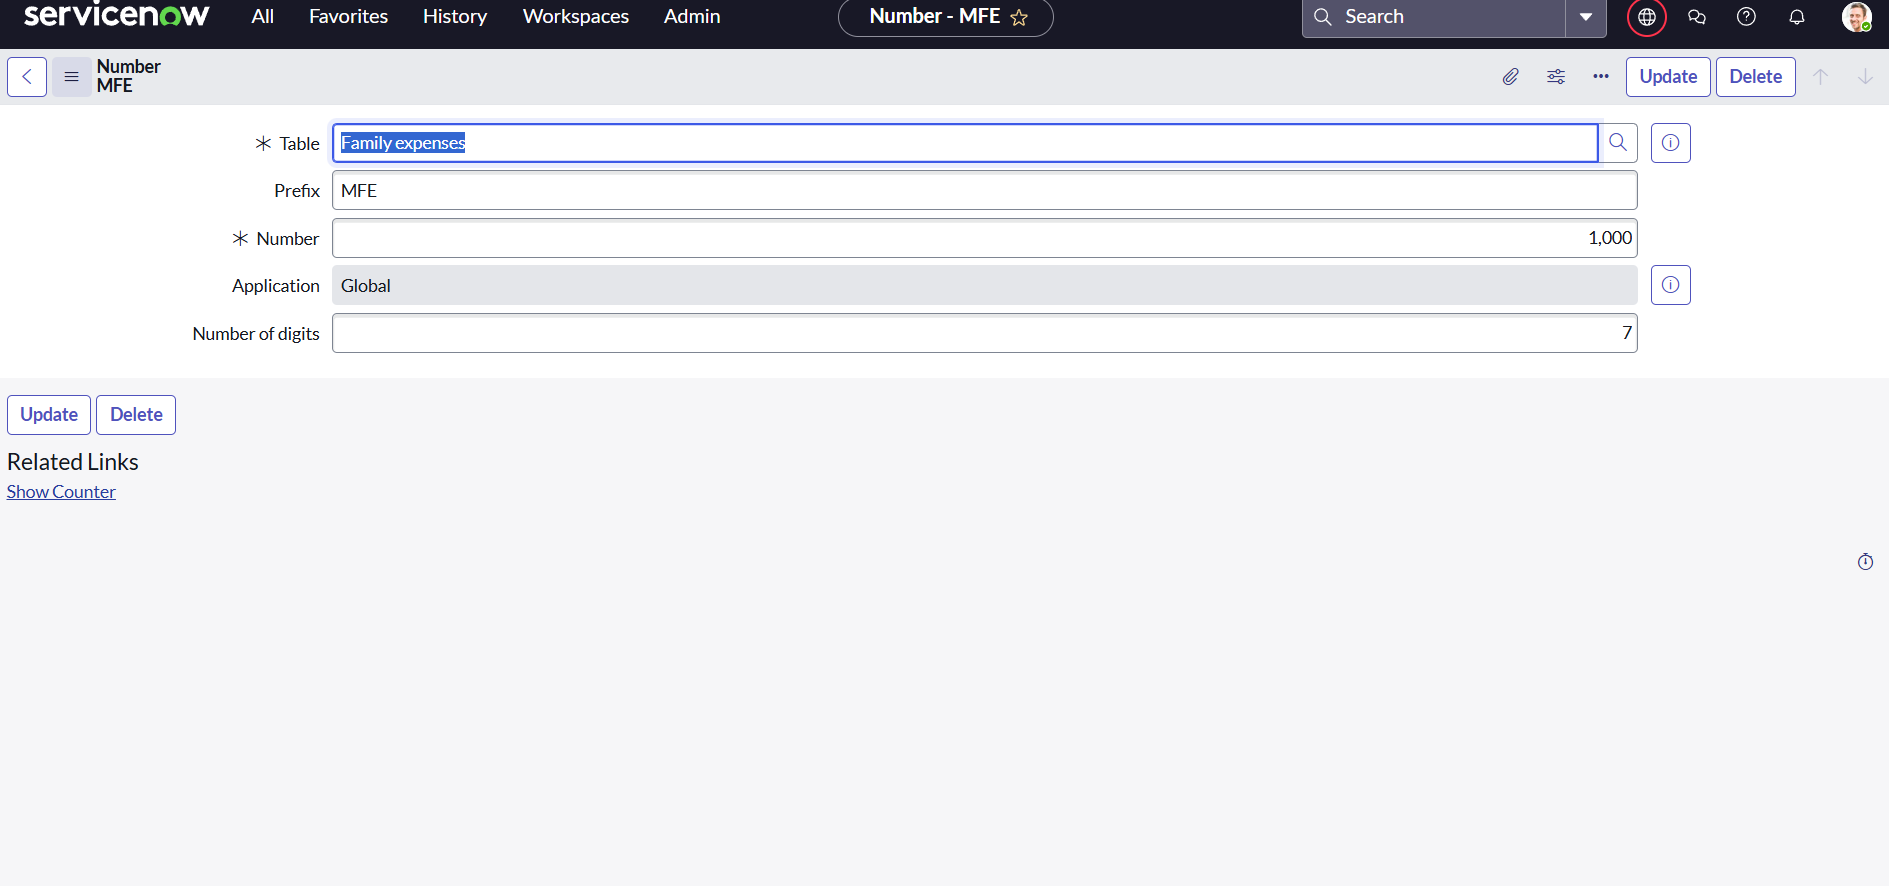 servicenow All Favorites History Workspaces Admin Number - MFE Search
Number
MFE
Update Delete
Table Family expenses
Prefix MFE
Number 1,000
Application Global
Number of digits 7
Update Delete
Related Links
Show Counter